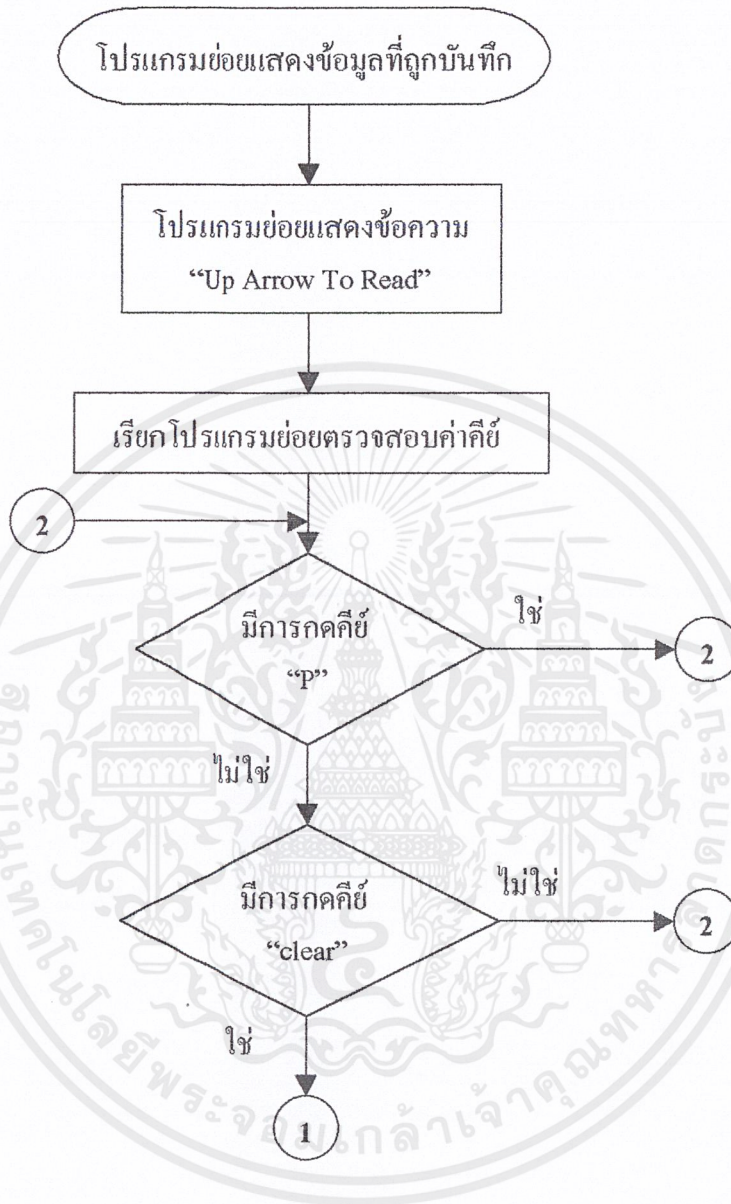 โปรแกรมย่อยแสดงข้อมูลที่ถูกบันทึก
โปรแกรมย่อยแสดงข้อความ
“Up Arrow To Read”
เรียกโปรแกรมย่อยตรวจสอบค่าคีย์
2
มีการกดคีย์
“P”
ใช่
2
ไม่ใช่
มีการกดคีย์
“clear”
ไม่ใช่
2
ใช่
1